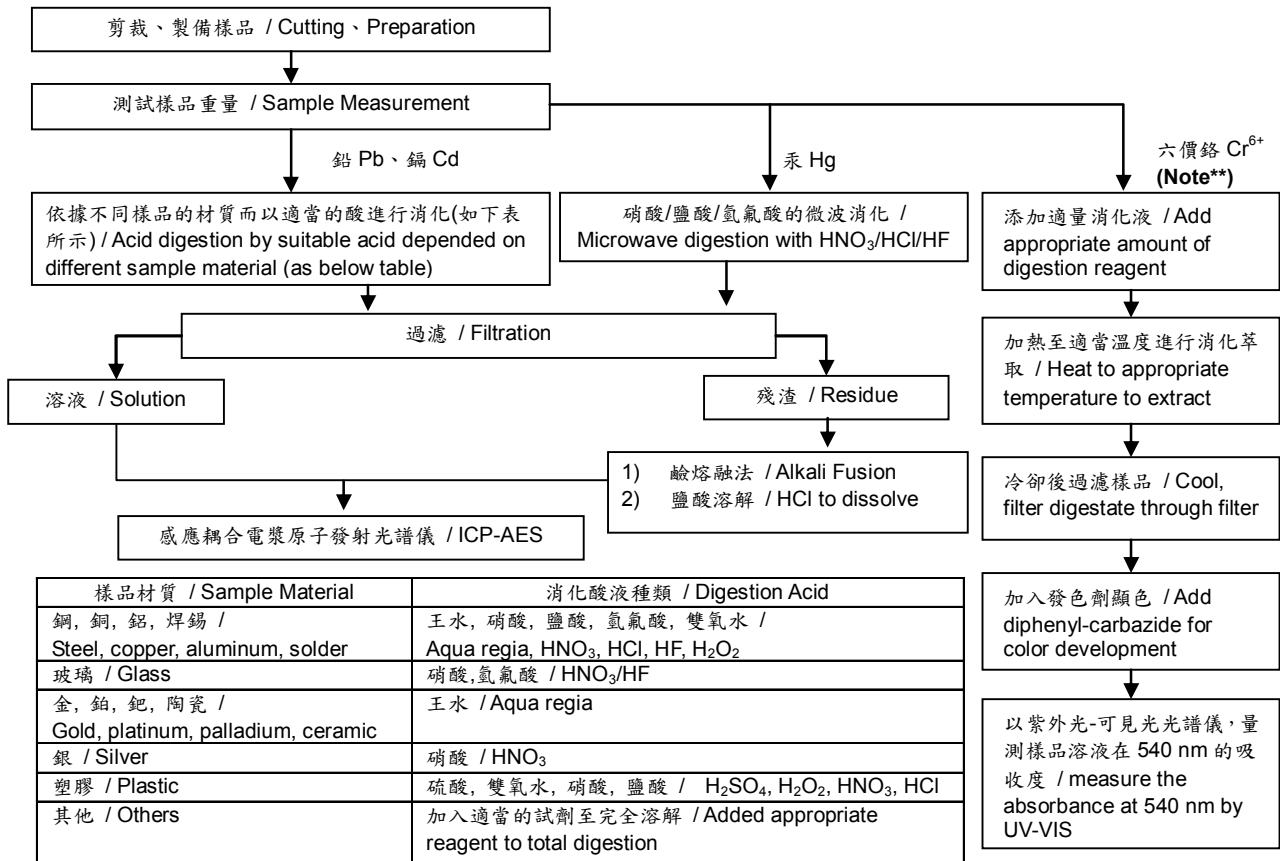 剪裁、製備樣品 / Cutting、Preparation
測試樣品重量 / Sample Measurement
鉛 Pb、鎘 Cd
汞 Hg
六價鉻 Cr⁶⁺
(Note**)
依據不同樣品的材質而以適當的酸進行消化(如下表
所示) / Acid digestion by suitable acid depended on
different sample material (as below table)
硝酸/鹽酸/氫氟酸的微波消化 /
Microwave digestion with HNO₃/HCl/HF
添加適量消化液 / Add
appropriate amount of
digestion reagent
過濾 / Filtration
加熱至適當溫度進行消化萃
取 / Heat to appropriate
temperature to extract
溶液 / Solution
殘渣 / Residue
1) 鹼熔融法 / Alkali Fusion
2) 鹽酸溶解 / HCl to dissolve
冷卻後過濾樣品 / Cool,
filter digestate through filter
感應耦合電漿原子發射光譜儀 / ICP-AES
加入發色劑顯色 / Add
diphenyl-carbazide for
color development
以紫外光-可見光光譜儀，量
測樣品溶液在 540 nm 的吸
收度 / measure the
absorbance at 540 nm by
UV-VIS
樣品材質 / Sample Material
消化酸液種類 / Digestion Acid
鋼, 銅, 鋁, 焊錫 /
Steel, copper, aluminum, solder
王水, 硝酸, 鹽酸, 氫氟酸, 雙氧水 /
Aqua regia, HNO₃, HCl, HF, H₂O₂
玻璃 / Glass
硝酸,氫氟酸 / HNO₃/HF
金, 鉑, 鈀, 陶瓷 /
Gold, platinum, palladium, ceramic
王水 / Aqua regia
銀 / Silver
硝酸 / HNO₃
塑膠 / Plastic
硫酸, 雙氧水, 硝酸, 鹽酸 / H₂SO₄, H₂O₂, HNO₃, HCl
其他 / Others
加入適當的試劑至完全溶解 / Added appropriate
reagent to total digestion